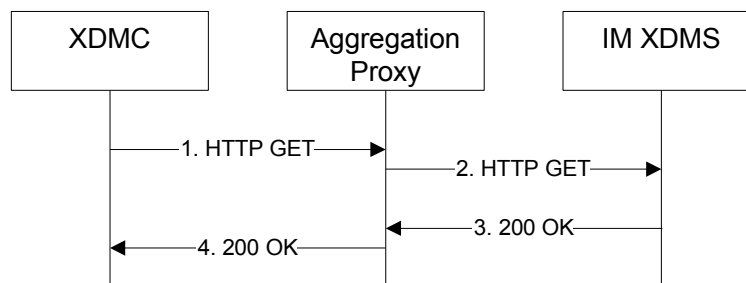 XDMC
Aggregation
Proxy
IM XDMS
1. HTTP GET
2. HTTP GET
3. 200 OK
4. 200 OK